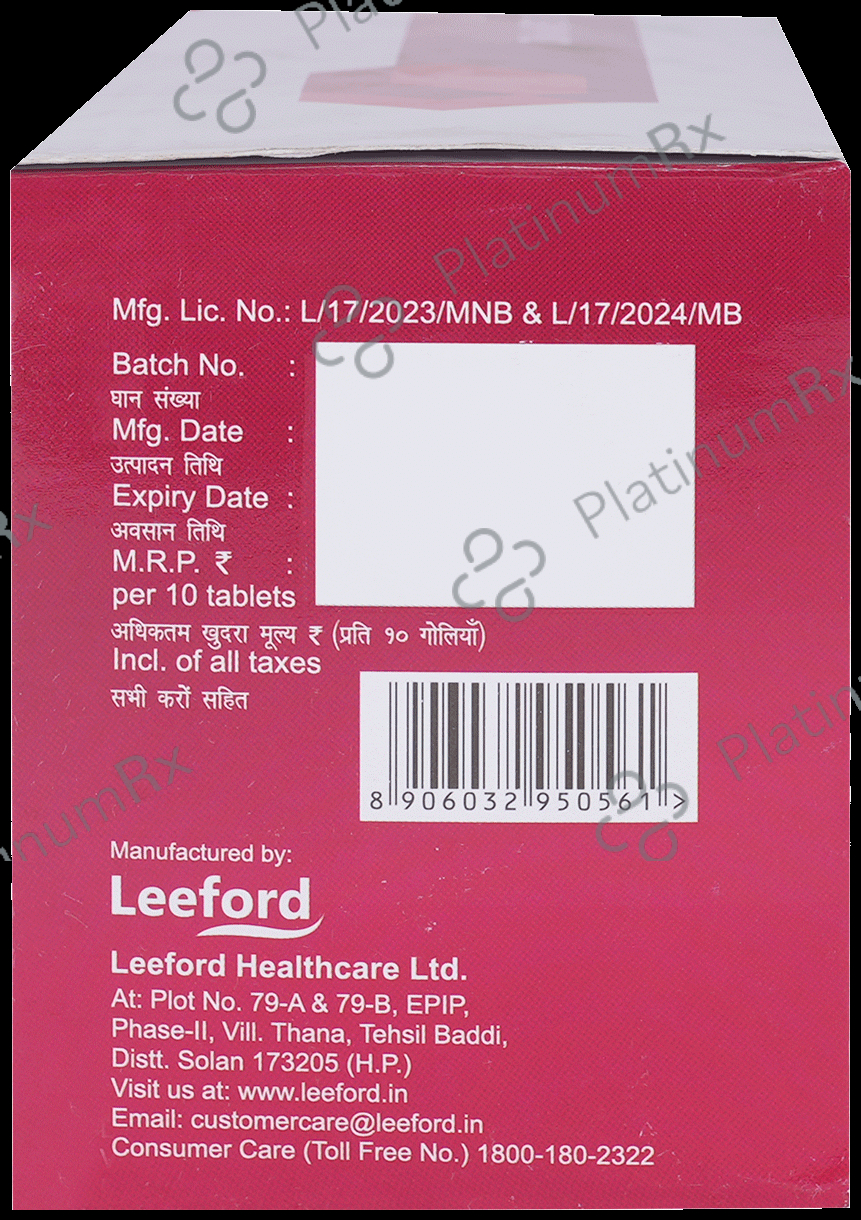 Mfg. Lic. No.: L/17/2023/MNB & L/17/2024/MB
Batch No. :
घान संख्या
Mfg. Date :
उत्पादन तिथि
Expiry Date :
अवसान तिथि
M.R.P. ₹ :
per 10 tablets
अधिकतम खुदरा मूल्य ₹ (प्रति १० गोलियाँ)
Incl. of all taxes
सभी करों सहित
8 906032 950561 >
Manufactured by:
Leeford
Leeford Healthcare Ltd.
At: Plot No. 79-A & 79-B, EPIP,
Phase-II, Vill. Thana, Tehsil Baddi,
Distt. Solan 173205 (H.P.)
Visit us at: www.leeford.in
Email: customercare@leeford.in
Consumer Care (Toll Free No.) 1800-180-2322
PlatinumRx
PlatinumRx